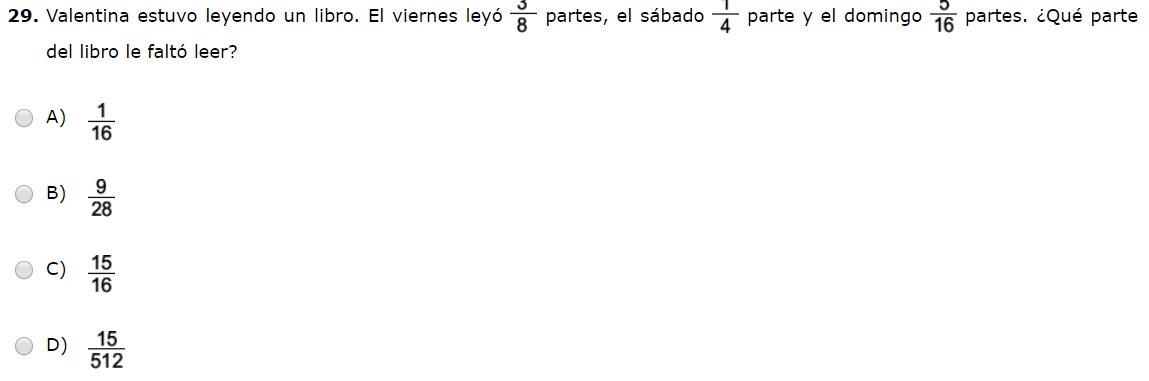 29. Valentina estuvo leyendo un libro. El viernes leyó 3/8 partes, el sábado 1/4 parte y el domingo 5/16 partes. ¿Qué parte
del libro le faltó leer?
A) 1/16
B) 9/28
C) 15/16
D) 15/512